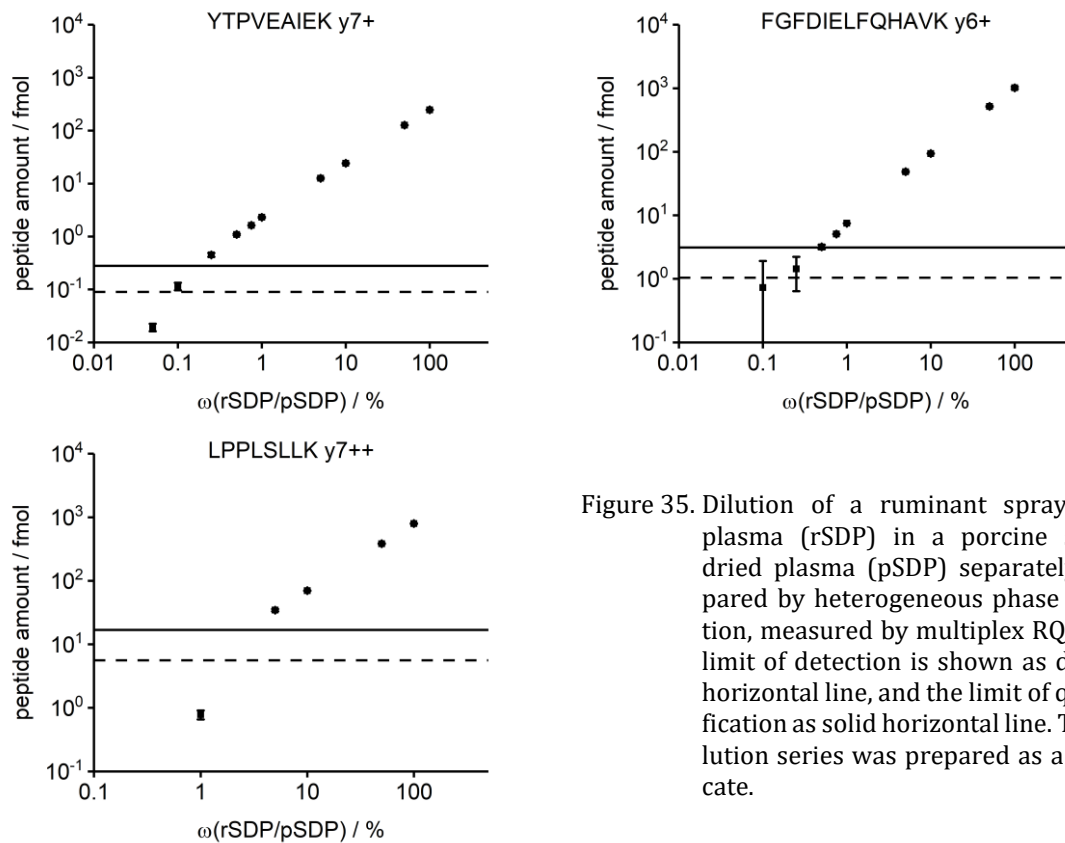 YTPVEAIEK y7+
10^4
10^3
10^2
10^1
10^0
10^-1
10^-2
peptide amount / fmol
0.01 0.1 1 10 100
ω(rSDP/pSDP) / %
FGFDIELFQHAVK y6+
10^4
10^3
10^2
10^1
10^0
10^-1
peptide amount / fmol
0.01 0.1 1 10 100
ω(rSDP/pSDP) / %
LPPLSLLK y7++
10^4
10^3
10^2
10^1
10^0
10^-1
peptide amount / fmol
0.1 1 10 100
ω(rSDP/pSDP) / %
Figure 35. Dilution of a ruminant spray
plasma (rSDP) in a porcine
dried plasma (pSDP) separately
pared by heterogeneous phase
tion, measured by multiplex RQ
limit of detection is shown as d
horizontal line, and the limit of q
fication as solid horizontal line. T
lution series was prepared as a
cate.